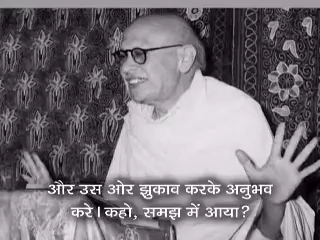 और उस ओर झुकाव करके अनुभव
करे। कहो, समझ में आया?